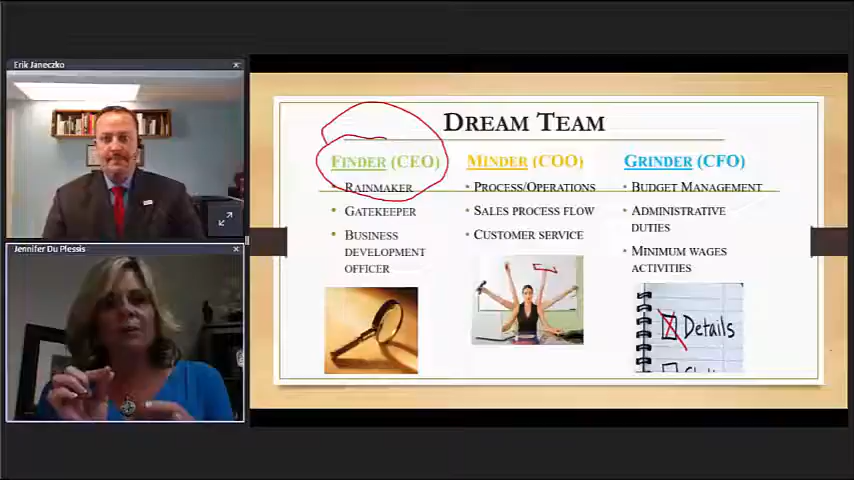 Erik Janeczko
Jennifer Du Plessis
DREAM TEAM
FINDER (CEO)
RAINMAKER
GATEKEEPER
BUSINESS
DEVELOPMENT
OFFICER
MINDER (COO)
PROCESS/OPERATIONS
SALES PROCESS FLOW
CUSTOMER SERVICE
GRINDER (CFO)
BUDGET MANAGEMENT
ADMINISTRATIVE
DUTIES
MINIMUM WAGES
ACTIVITIES
Details